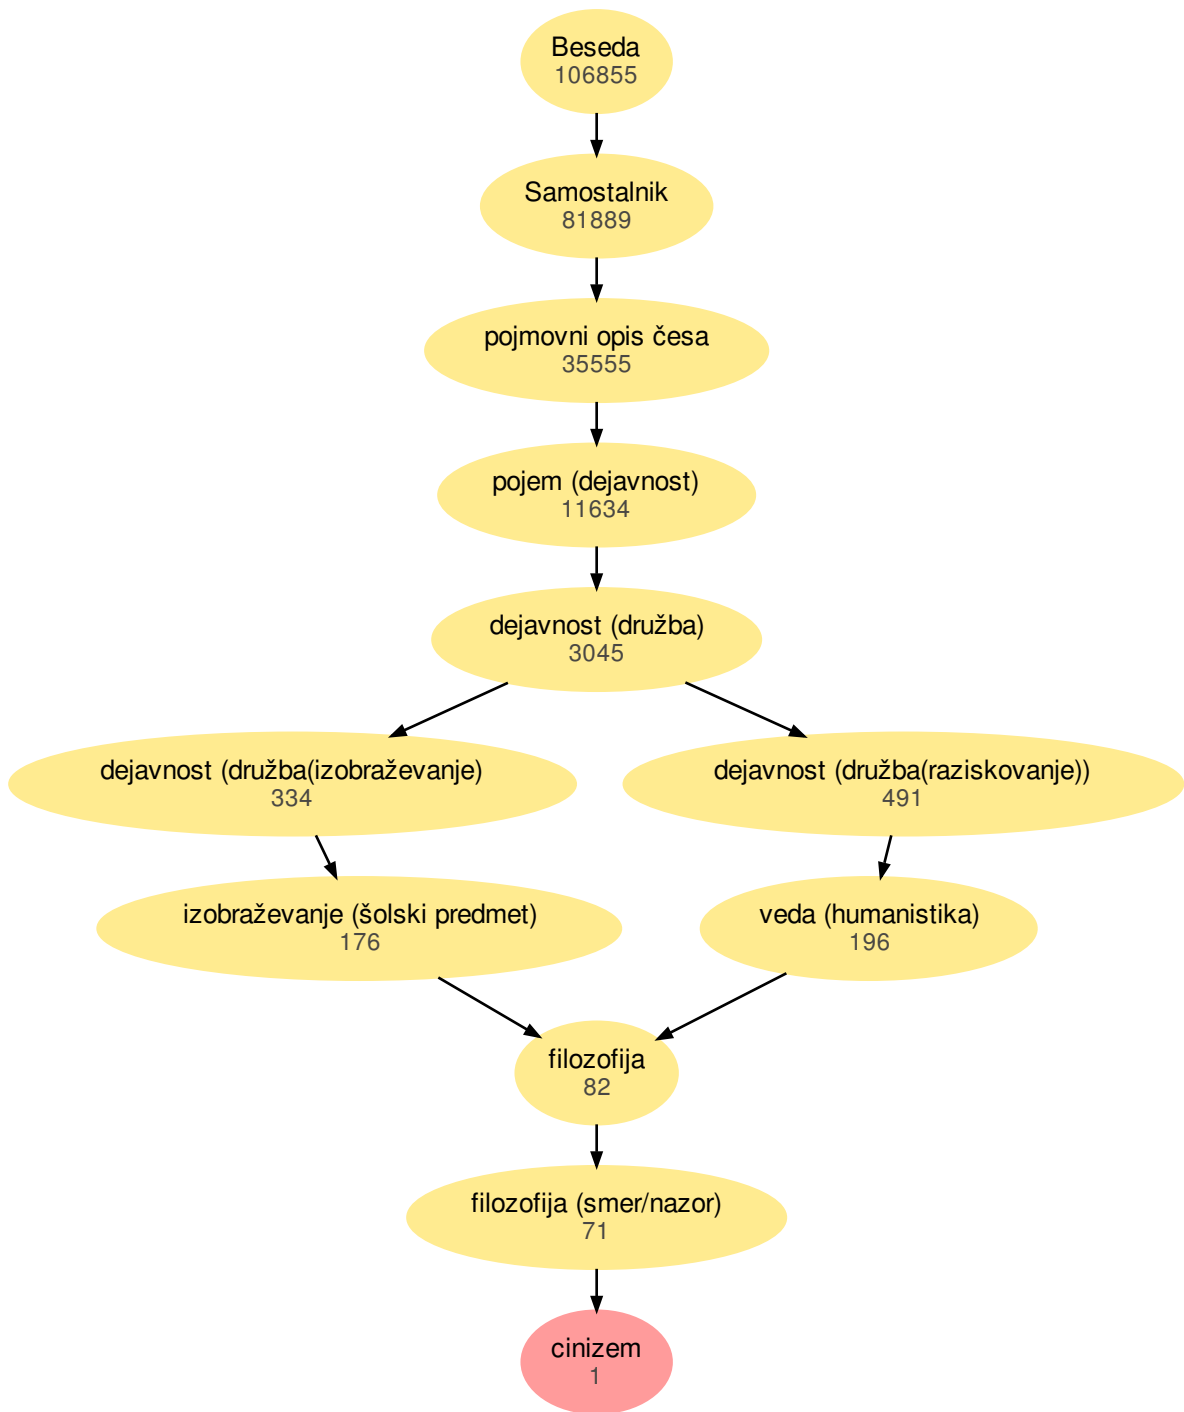 Beseda
106855
Samostalnik
81889
pojmovni opis česa
35555
pojem (dejavnost)
11634
dejavnost (družba)
3045
dejavnost (družba(izobraževanje)
334
dejavnost (družba(raziskovanje))
491
izobraževanje (šolski predmet)
176
veda (humanistika)
196
filozofija
82
filozofija (smer/nazor)
71
cinizem
1